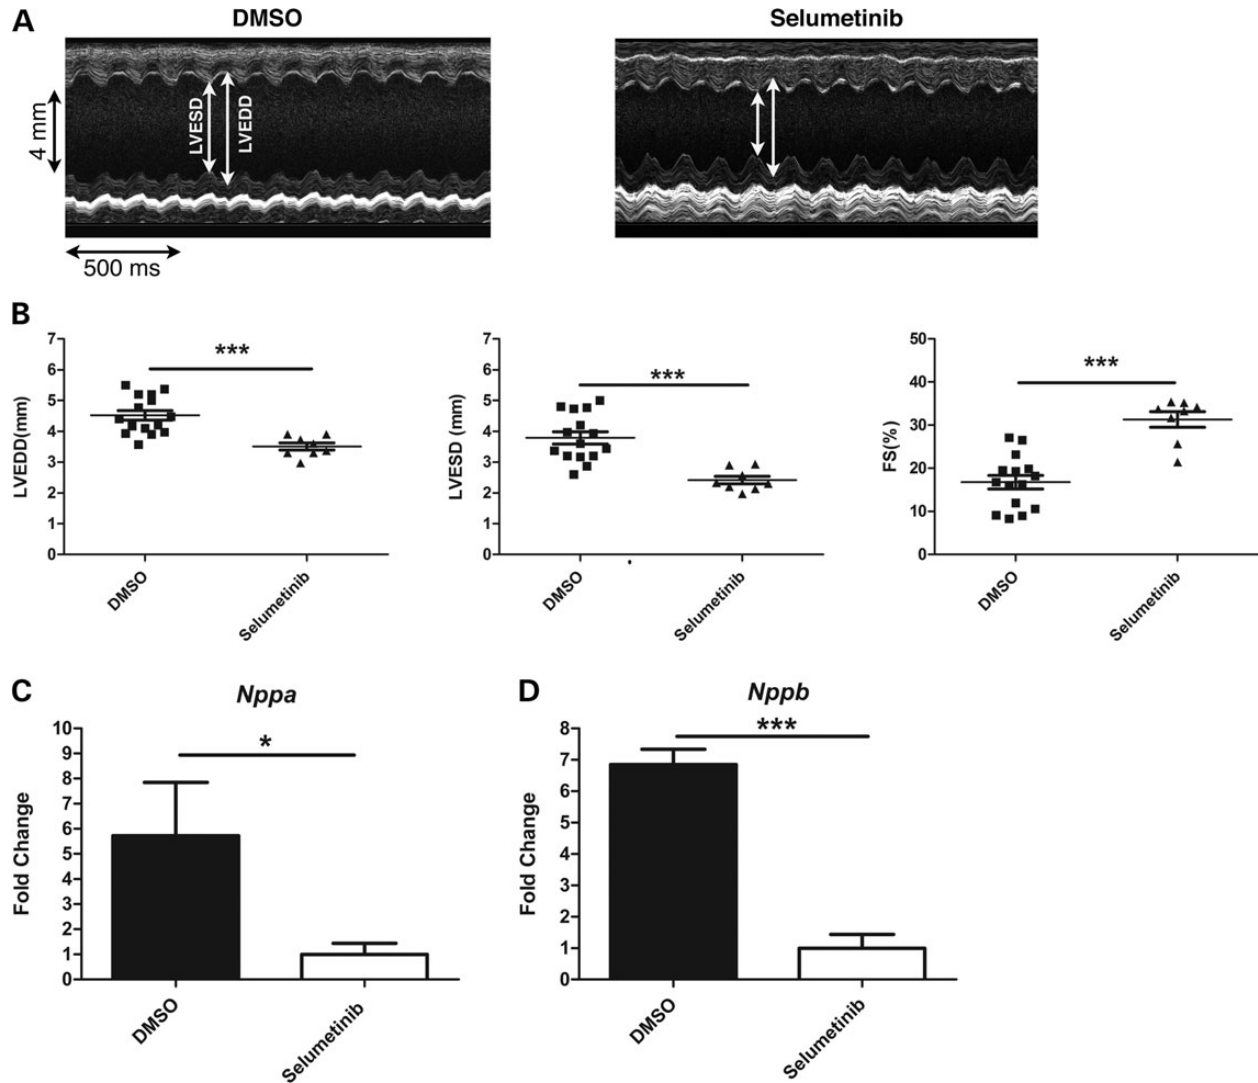 A
DMSO
Selumetinib
4 mm
LVESD
LVEDD
500 ms
B
7
6
5
4
3
2
1
0
LVEDD(mm)
***
DMSO
Selumetinib
7
6
5
4
3
2
1
0
LVESD (mm)
***
DMSO
Selumetinib
50
40
30
20
10
0
FS(%)
***
DMSO
Selumetinib
C
Nppa
10
9
8
7
6
5
4
3
2
1
0
Fold Change
*
DMSO
Selumetinib
D
Nppb
8
7
6
5
4
3
2
1
0
Fold Change
***
DMSO
Selumetinib